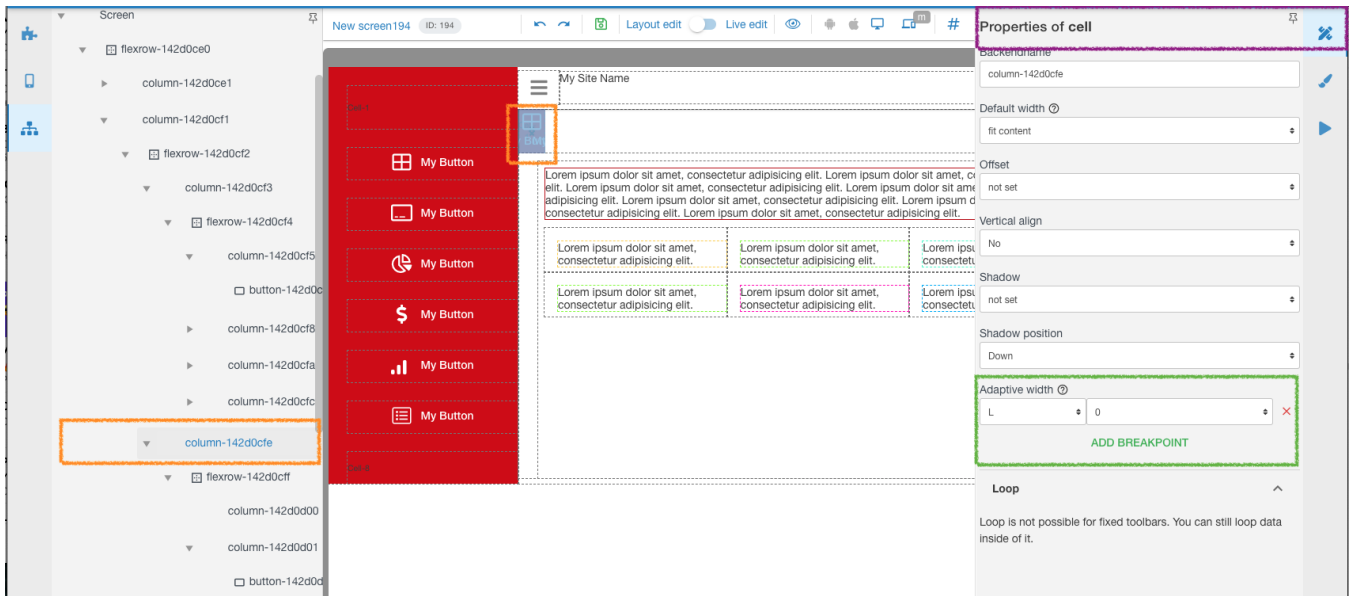 Screen
flexrow-142d0ce0
column-142d0ce1
column-142d0cf1
flexrow-142d0cf2
column-142d0cf3
flexrow-142d0cf4
column-142d0cf5
button-142d0c
column-142d0cf8
column-142d0cfa
column-142d0cfc
column-142d0cfe
flexrow-142d0cff
column-142d0d00
column-142d0d01
button-142d0d
New screen194 ID: 194 Layout edit Live edit m #
My Site Name
My Button
My Button
My Button
My Button
My Button
My Button
Lorem ipsum dolor sit amet, consectetur adipisicing elit. Lorem ipsum dolor sit amet, co
elit. Lorem ipsum dolor sit amet, consectetur adipisicing elit. Lorem ipsum dolor sit ame
adipisicing elit. Lorem ipsum dolor sit amet, consectetur adipisicing elit. Lorem ipsum d
consectetur adipisicing elit. Lorem ipsum dolor sit amet, consectetur adipisicing elit.
Lorem ipsum dolor sit amet,
consectetur adipisicing elit.
Lorem ipsum dolor sit amet,
consectetur adipisicing elit.
Lorem ipsu
consectetu
Lorem ipsum dolor sit amet,
consectetur adipisicing elit.
Lorem ipsum dolor sit amet,
consectetur adipisicing elit.
Lorem ipsu
consectetu
Properties of cell
Backendname
column-142d0cfe
Default width
fit content
Offset
not set
Vertical align
No
Shadow
not set
Shadow position
Down
Adaptive width
L 0
ADD BREAKPOINT
Loop
Loop is not possible for fixed toolbars. You can still loop data
inside of it.